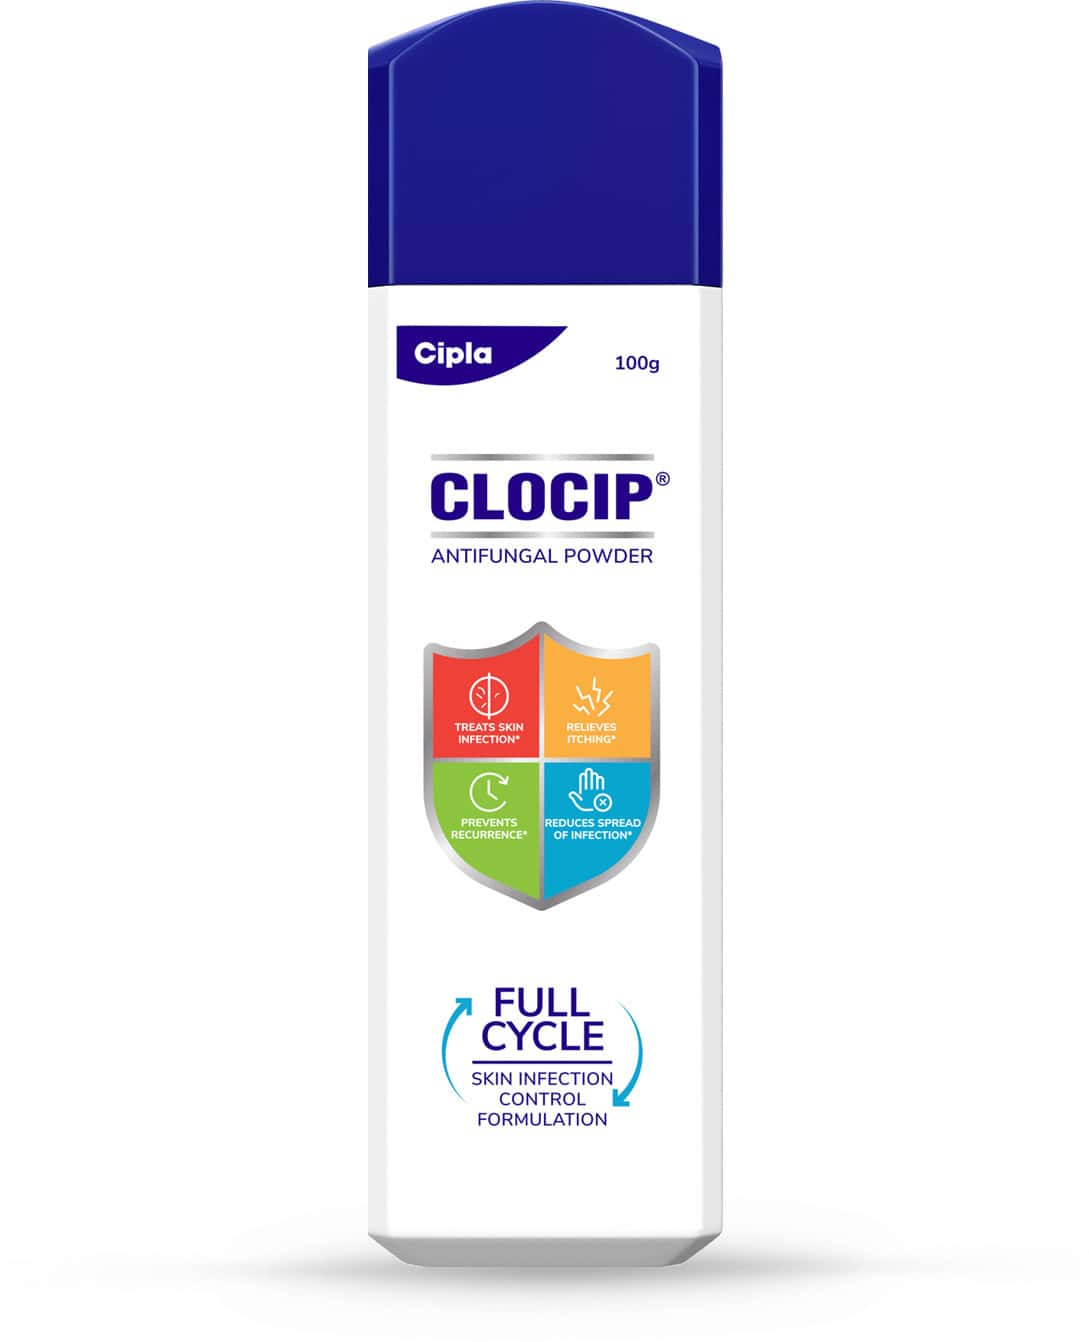 Cipla
100g
CLOCIP®
ANTIFUNGAL POWDER
TREATS SKIN
INFECTION*
RELIEVES
ITCHING*
PREVENTS
RECURRENCE*
REDUCES SPREAD
OF INFECTION*
FULL
CYCLE
SKIN INFECTION
CONTROL
FORMULATION